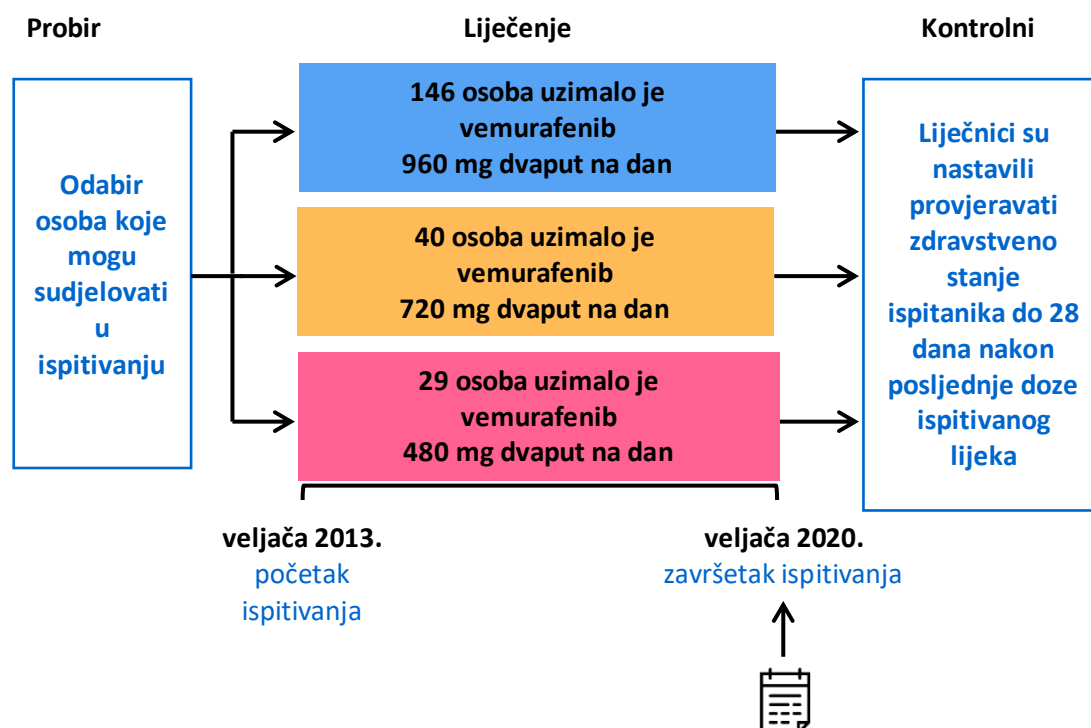 Probir
Liječenje
Kontrolni
Odabir
osoba koje
mogu
sudjelovati
u
ispitivanju
146 osoba uzimalo je
vemurafenib
960 mg dvaput na dan
40 osoba uzimalo je
vemurafenib
720 mg dvaput na dan
29 osoba uzimalo je
vemurafenib
480 mg dvaput na dan
Liječnici su
nastavili
provjeravati
zdravstveno
stanje
ispitanika do 28
dana nakon
posljednje doze
ispitivanog
lijeka
veljača 2013.
početak
ispitivanja
veljača 2020.
završetak ispitivanja